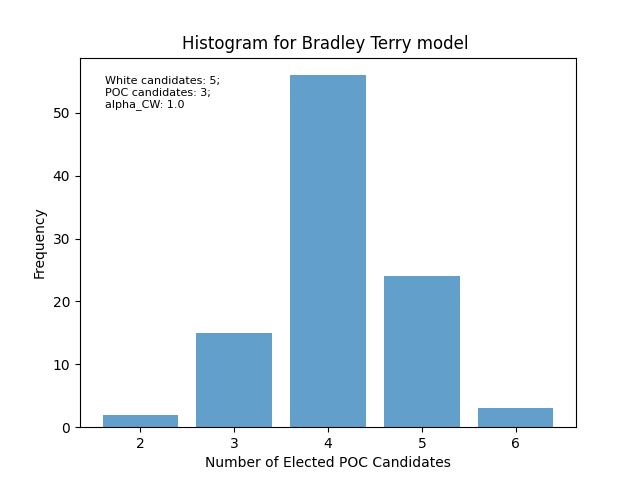 Histogram for Bradley Terry model
White candidates: 5;
POC candidates: 3;
alpha_CW: 1.0
50
40
30
20
10
0
Frequency
2 3 4 5 6
Number of Elected POC Candidates